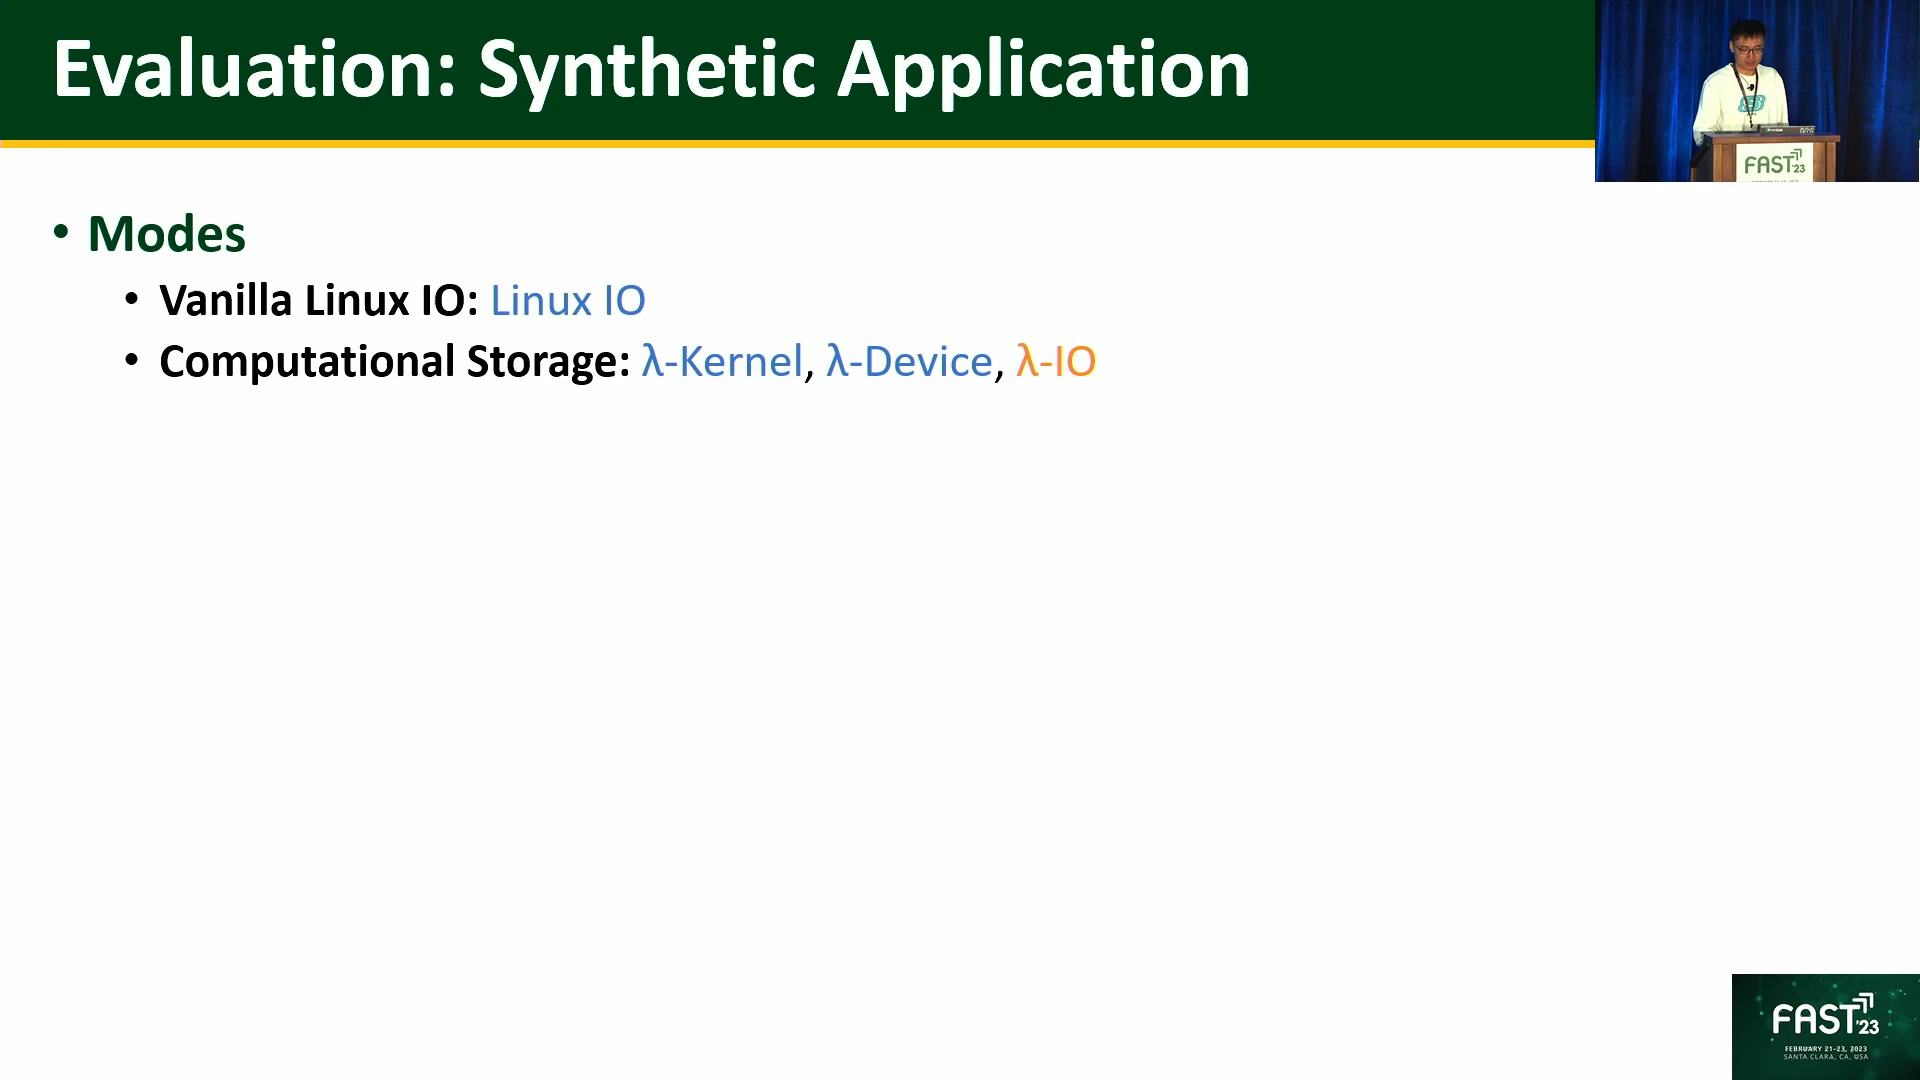 Evaluation: Synthetic Application
• Modes
• Vanilla Linux IO: Linux IO
• Computational Storage: λ-Kernel, λ-Device, λ-IO
FAST'23
FAST'23
FEBRUARY 21-23, 2023
SANTA CLARA, CA, USA